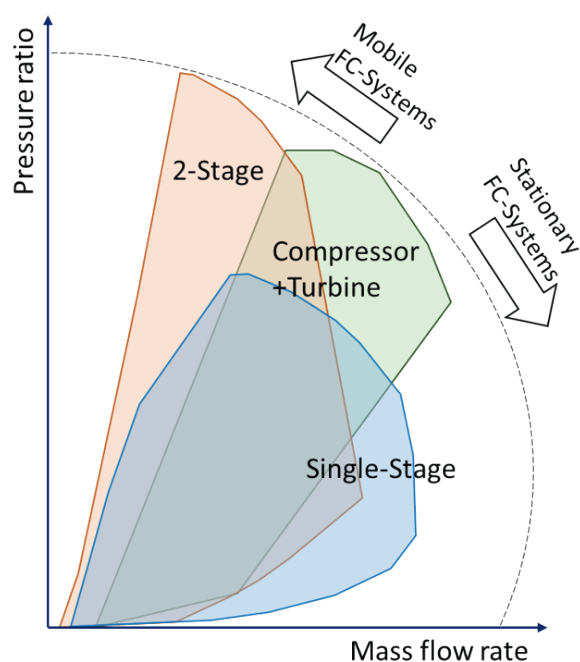 Pressure ratio
Mobile
FC-Systems
2-Stage
Stationary
FC-Systems
Compressor
+Turbine
Single-Stage
Mass flow rate